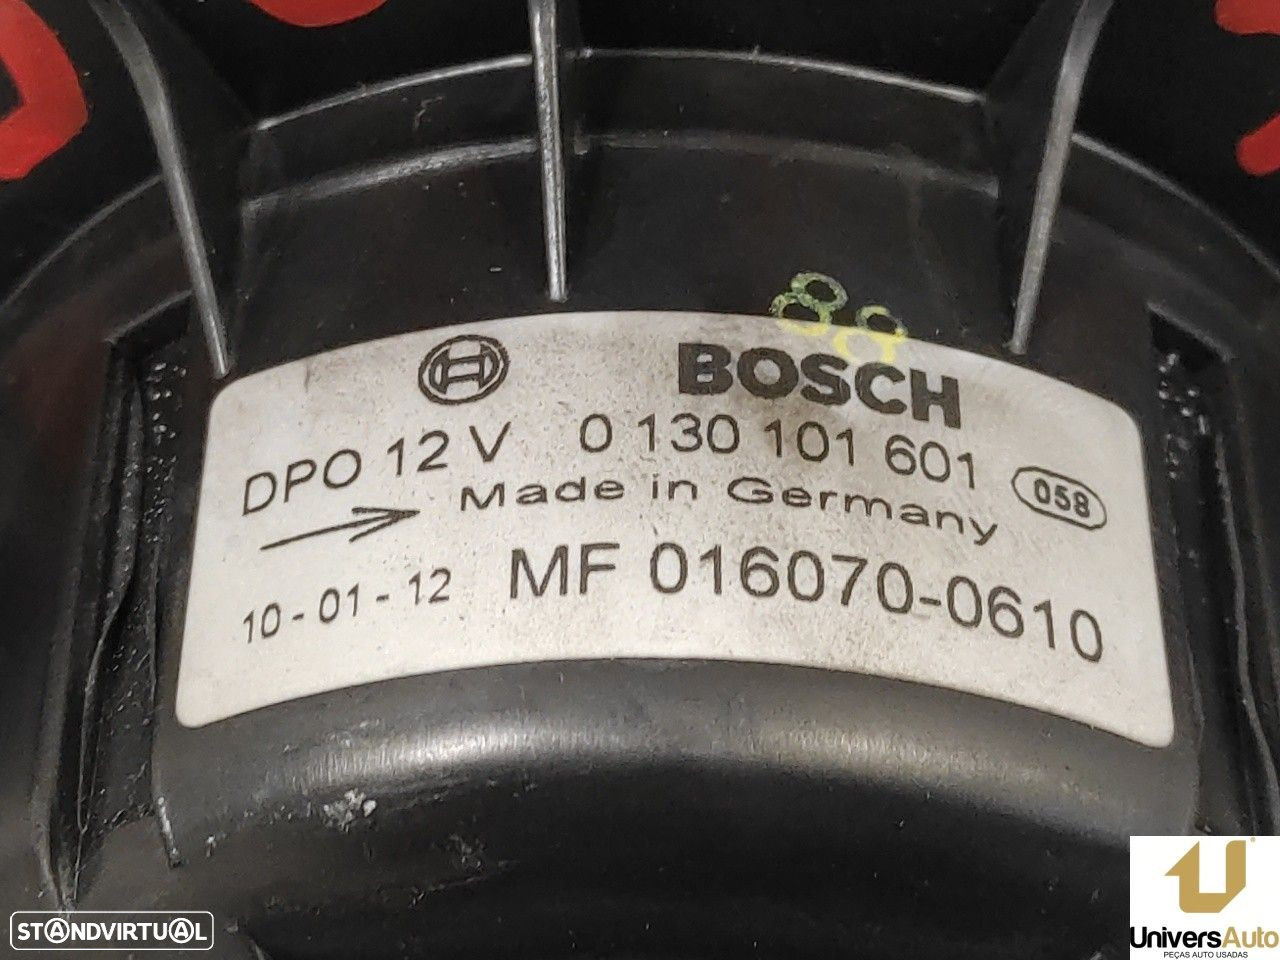 88
BOSCH
DPO 12 V 0 130 101 601
Made in Germany 058
10-01-12 MF 016070-0610
STANDVIRTUAL
UniversAuto
PEÇAS AUTO USADAS